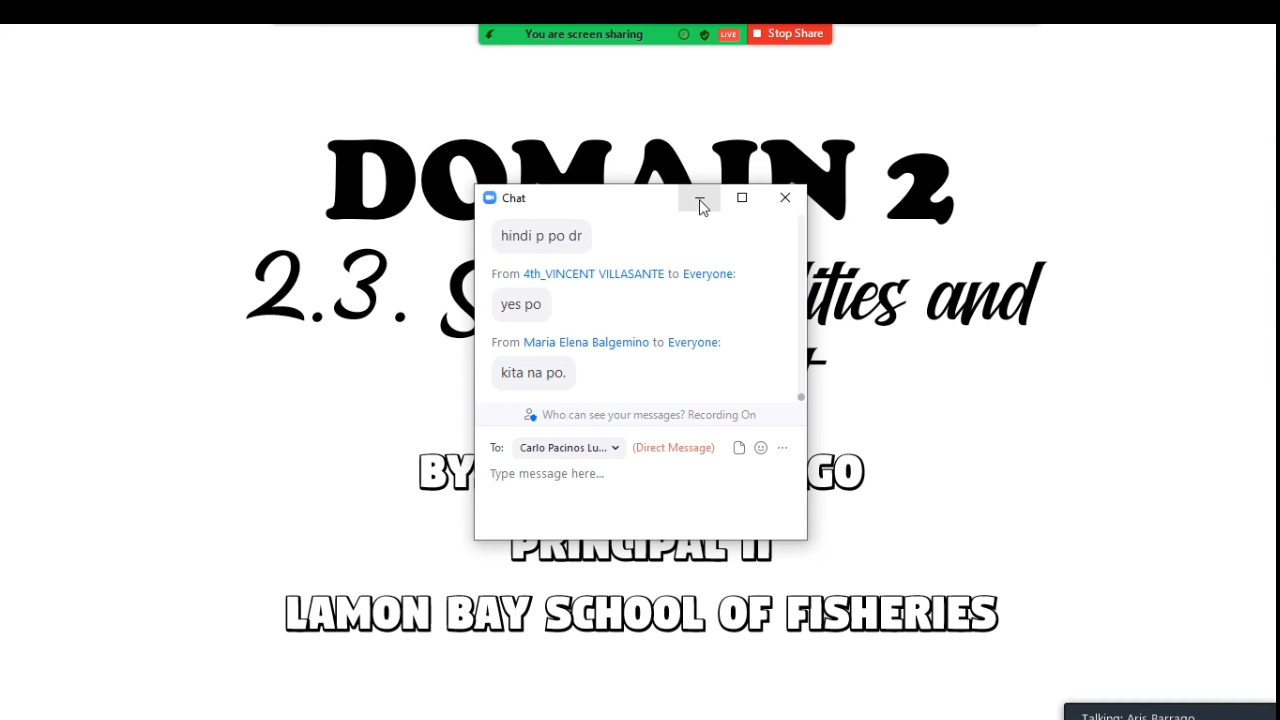 You are screen sharing LIVE Stop Share
DOMAIN 2
Chat
hindi p po dr
2.3. ities and
From 4th_VINCENT VILLASANTE to Everyone:
yes po
From Maria Elena Balgemino to Everyone:
kita na po.
Who can see your messages? Recording On
To: Carlo Pacinos Lu... (Direct Message)
BY GO
Type message here...
PRINCIPAL II
LAMON BAY SCHOOL OF FISHERIES
Talking: Aris Barrago